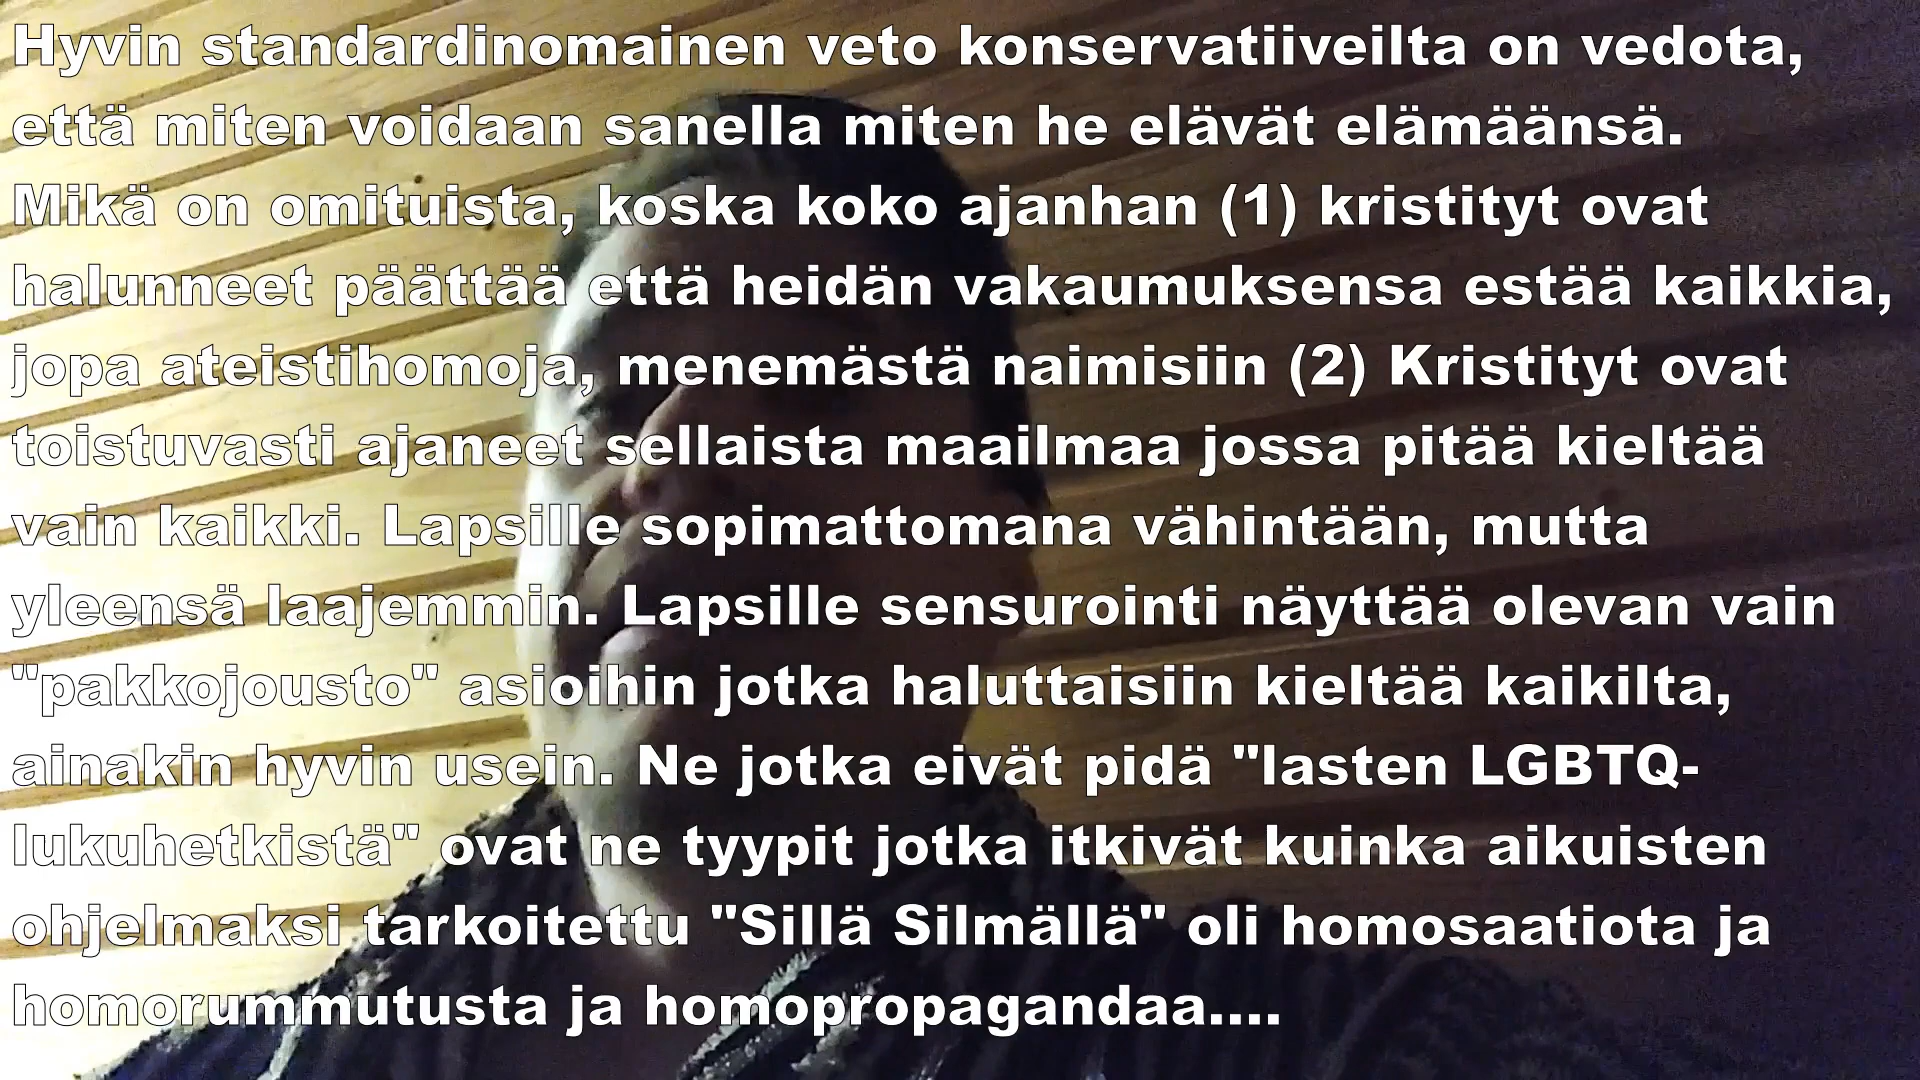 Hyvin standardinomainen veto konservatiiveilta on vedota,
että miten voidaan sanella miten he elävät elämäänsä.
Mikä on omituista, koska koko ajanhan (1) kristityt ovat
halunneet päättää että heidän vakaumuksensa estää kaikkia,
jopa ateistihomoja, menemästä naimisiin (2) Kristityt ovat
toistuvasti ajaneet sellaista maailmaa jossa pitää kieltää
vain kaikki. Lapsille sopimattomana vähintään, mutta
yleensä laajemmin. Lapsille sensurointi näyttää olevan vain
"pakkojousto" asioihin jotka haluttaisiin kieltää kaikilta,
ainakin hyvin usein. Ne jotka eivät pidä "lasten LGBTQ-
lukuhetkistä" ovat ne tyypit jotka itkivät kuinka aikuisten
ohjelmaksi tarkoitettu "Sillä Silmällä" oli homosaatiota ja
homorummutusta ja homopropagandaa....